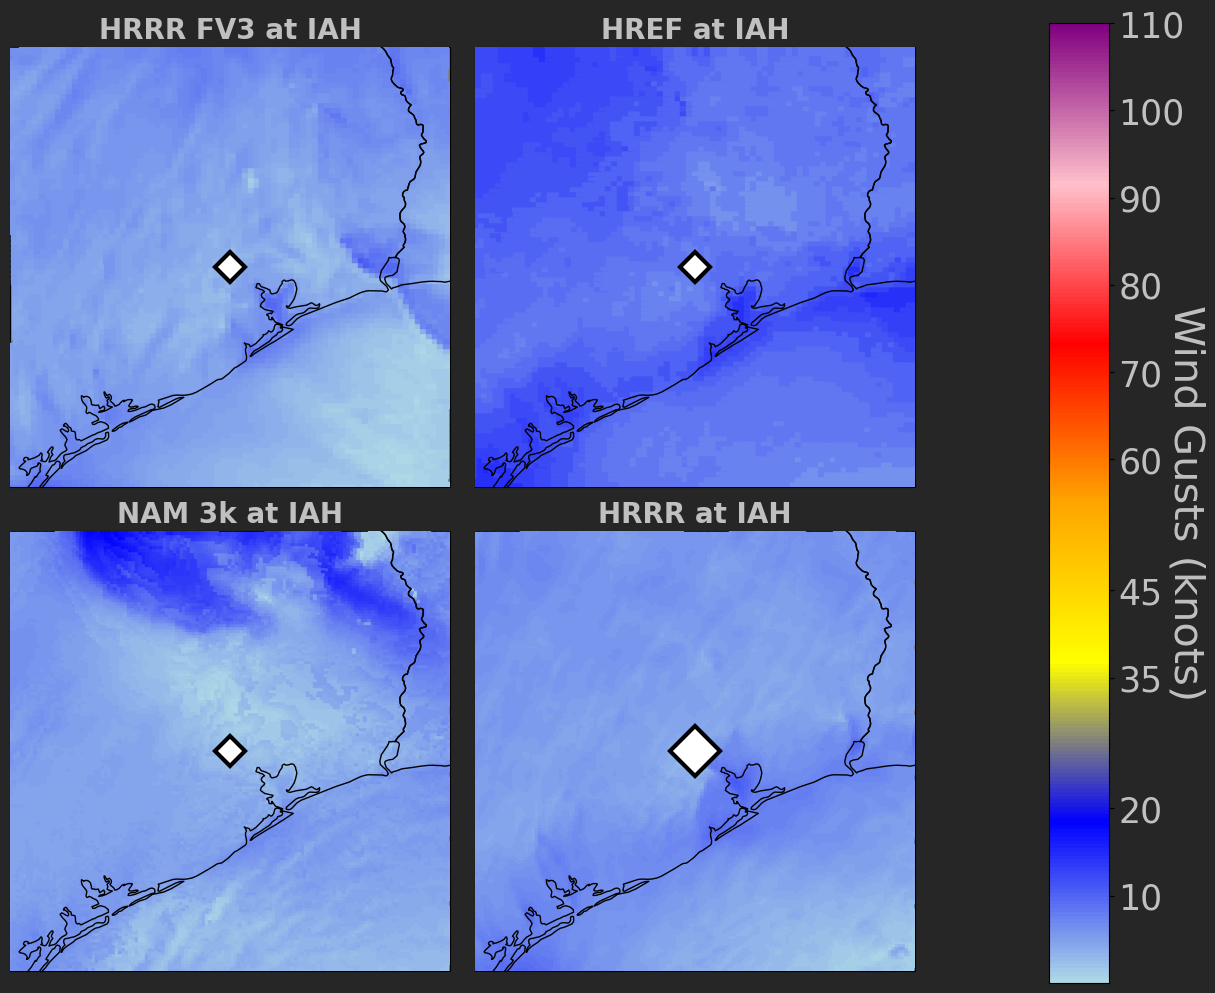 HRRR FV3 at IAH
HREF at IAH
NAM 3k at IAH
HRRR at IAH
110
100
90
80
70
60
45
35
20
10
Wind Gusts (knots)